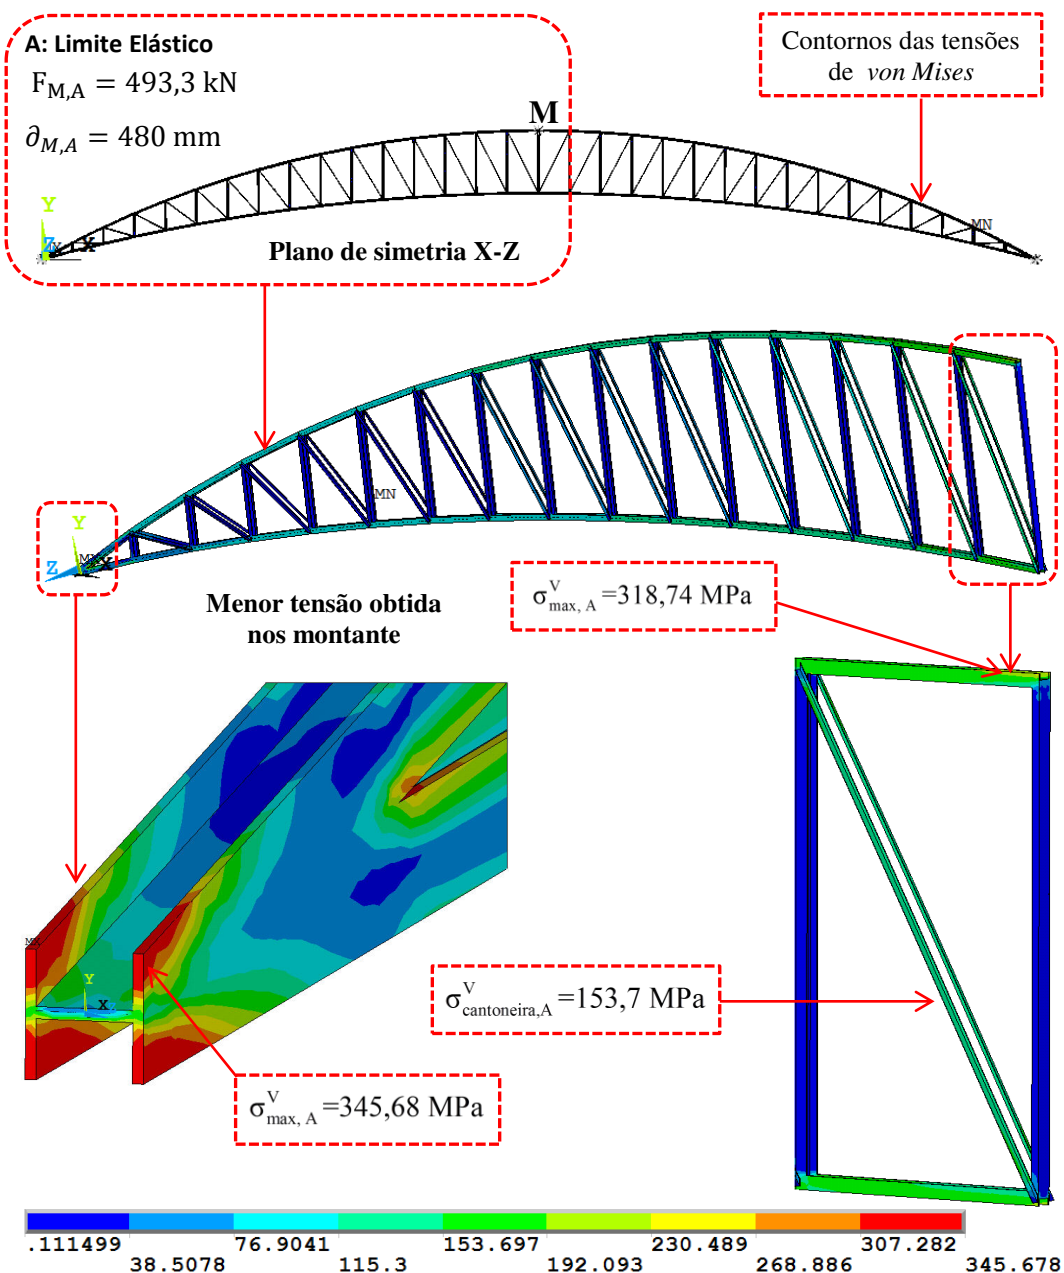 A: Limite Elástico
F_M,A = 493,3 kN
∂_M,A = 480 mm
Contornos das tensões
de von Mises
M
Y
Z
X
MN
Plano de simetria X-Z
MN
Y
Z
X
Menor tensão obtida
nos montante
σ^V_max, A =318,74 MPa
MX
Y
X
σ^V_cantoneira,A =153,7 MPa
σ^V_max, A =345,68 MPa
.111499 76.9041 153.697 230.489 307.282
38.5078 115.3 192.093 268.886 345.678